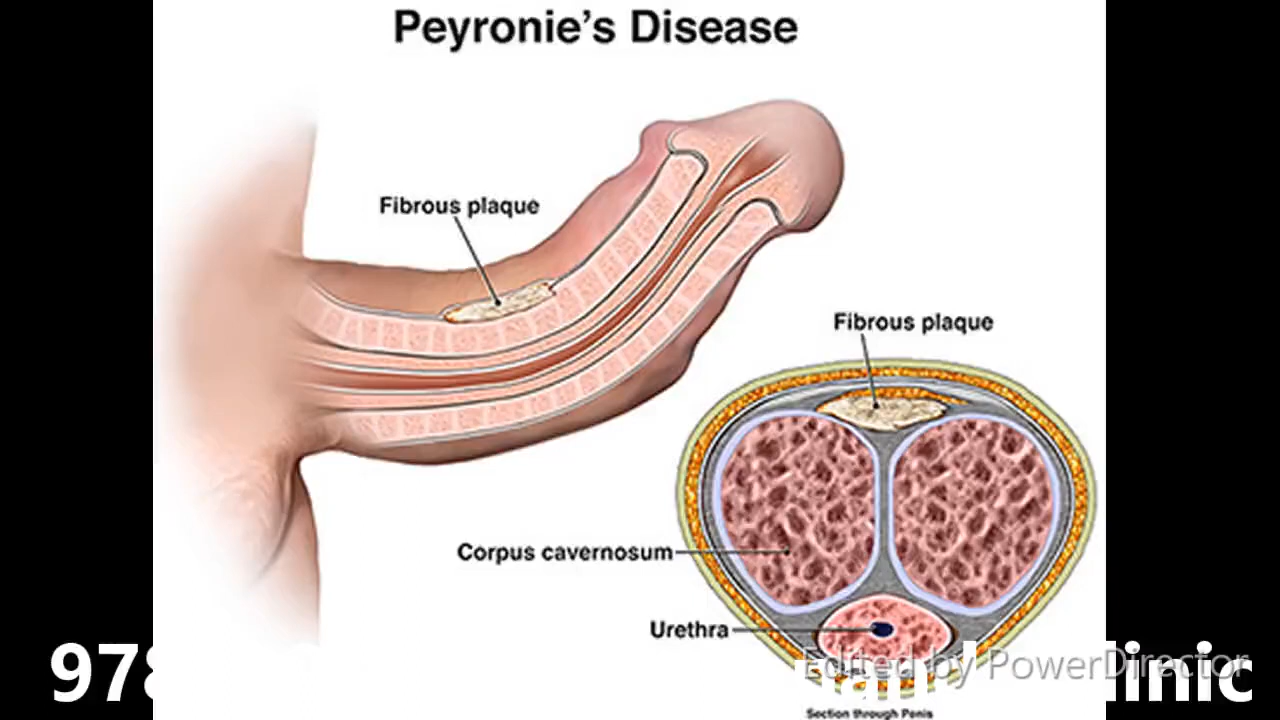 Peyronie's Disease
Fibrous plaque
Fibrous plaque
Corpus cavernosum
Urethra
Edited by PowerDirector
Section through Penis